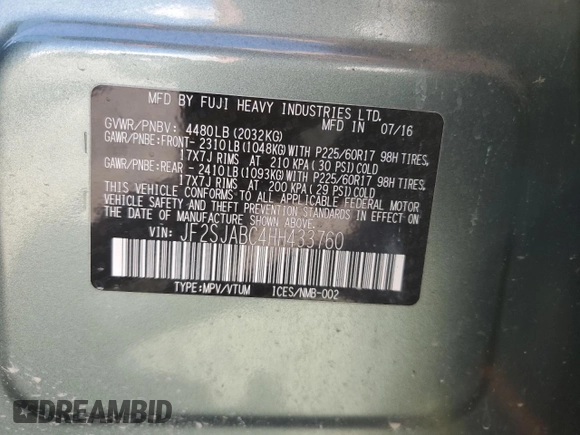 MFD BY FUJI HEAVY INDUSTRIES LTD.
MFD IN 07/16
GVWR/PNBV: 4480LB(2032KG)
GAWR/PNBE:FRONT- 2310LB(1048KG)WITH P225/60R17 98H TIRES,
17X7J RIMS AT 210 KPA(30 PSI)COLD
GAWR/PNBE:REAR - 2410LB(1093KG)WITH P225/60R17 98H TIRES,
17X7J RIMS AT 200 KPA(29 PSI)COLD
THIS VEHICLE CONFORMS TO ALL APPLICABLE FEDERAL MOTOR
VEHICLE SAFETY AND THEFT PREVENTION STANDARDS IN EFFECT
ON THE DATE OF MANUFACTURE SHOWN ABOVE.
VIN: JF2SJABC4HH433760
TYPE:MPV/VTUM ICES/NMB-002
DREAMBID